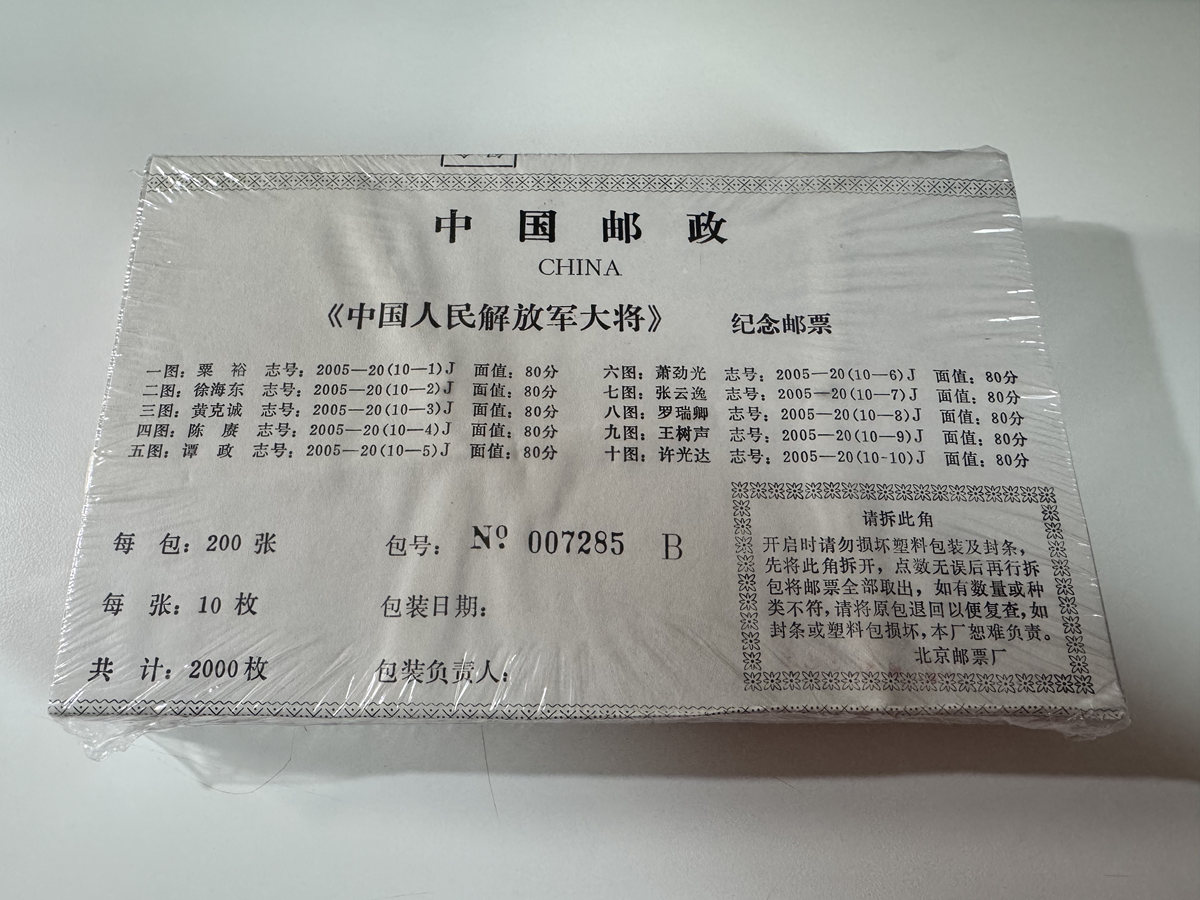 中国邮政
CHINA
《中国人民解放军大将》 纪念邮票
一图：粟 裕 志号：2005—20(10—1)J 面值：80分
二图：徐海东 志号：2005—20(10—2)J 面值：80分
三图：黄克诚 志号：2005—20(10—3)J 面值：80分
四图：陈 赓 志号：2005—20(10—4)J 面值：80分
五图：谭 政 志号：2005—20(10—5)J 面值：80分
六图：萧劲光 志号：2005—20(10—6)J 面值：80分
七图：张云逸 志号：2005—20(10—7)J 面值：80分
八图：罗瑞卿 志号：2005—20(10—8)J 面值：80分
九图：王树声 志号：2005—20(10—9)J 面值：80分
十图：许光达 志号：2005—20(10-10)J 面值：80分
每 包：200 张
每 张：10 枚
共 计：2000枚
包号： Nº 007285 B
包装日期：
包装负责人：
请拆此角
开启时请勿损坏塑料包装及封条，
先将此角拆开，点数无误后再行拆
包将邮票全部取出，如有数量或种
类不符，请将原包退回以便复查，如
封条或塑料包损坏，本厂恕难负责。
北京邮票厂